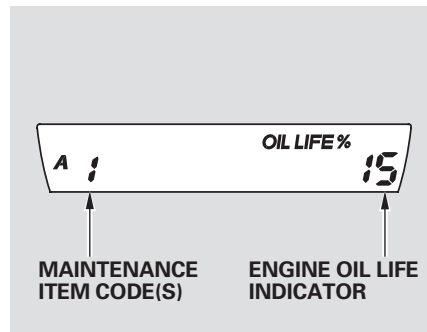 OIL LIFE %
A 1 15
MAINTENANCE ITEM CODE(S)
ENGINE OIL LIFE INDICATOR